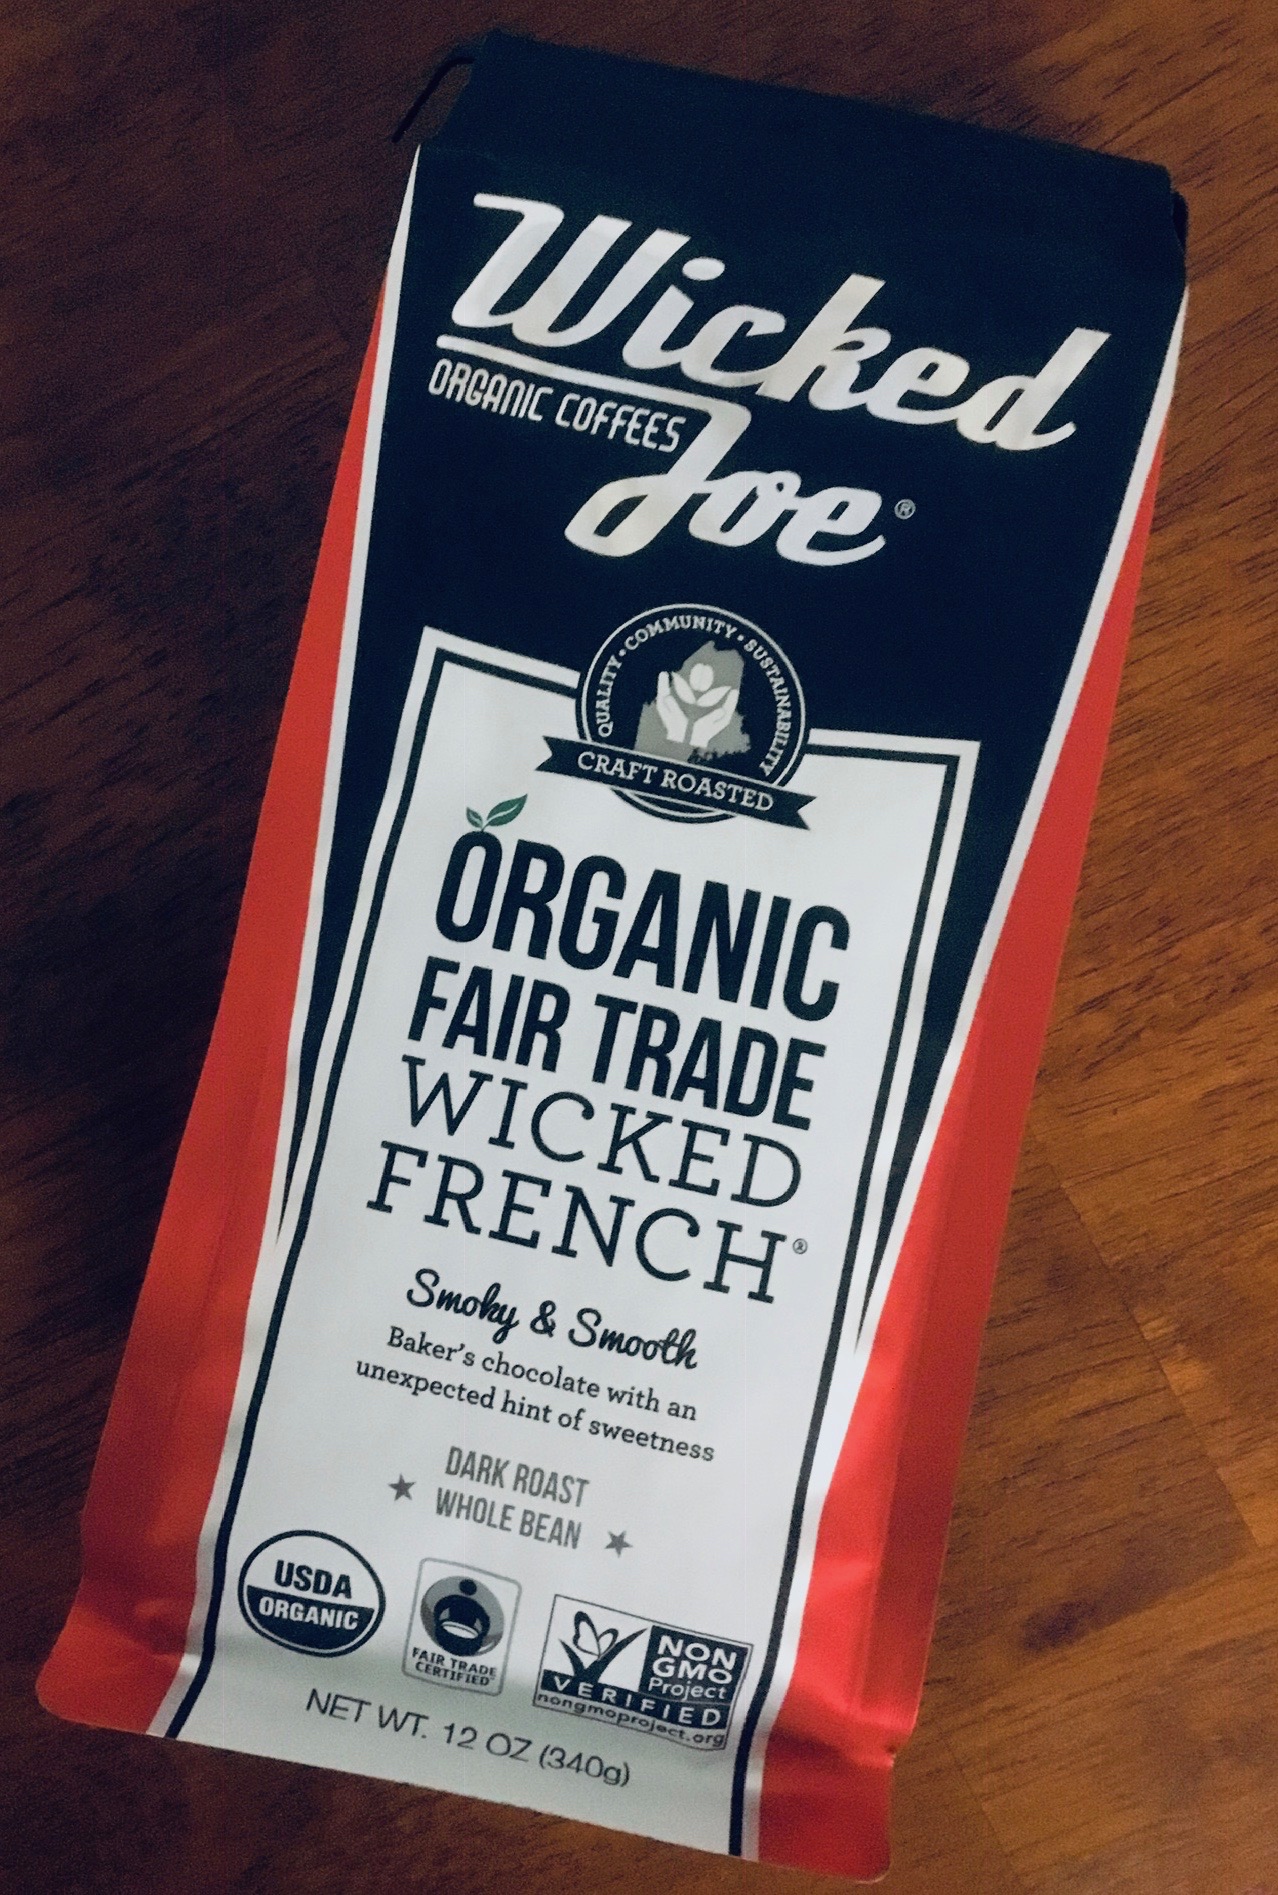 Wicked
ORGANIC COFFEES
Joe®
QUALITY • COMMUNITY • SUSTAINABILITY
CRAFT ROASTED
ORGANIC
FAIR TRADE
WICKED
FRENCH®
Smoky & Smooth
Baker's chocolate with an
unexpected hint of sweetness
DARK ROAST
WHOLE BEAN
USDA
ORGANIC
FAIR TRADE
CERTIFIED™
NON
GMO
Project
VERIFIED
nongmoproject.org
NET WT. 12 OZ (340g)